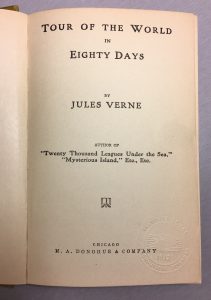 TOUR OF THE WORLD
IN
EIGHTY DAYS
BY
JULES VERNE
AUTHOR OF
"Twenty Thousand Leagues Under the Sea,"
"Mysterious Island," Etc., Etc.
CHICAGO
M. A. DONOHUE & COMPANY